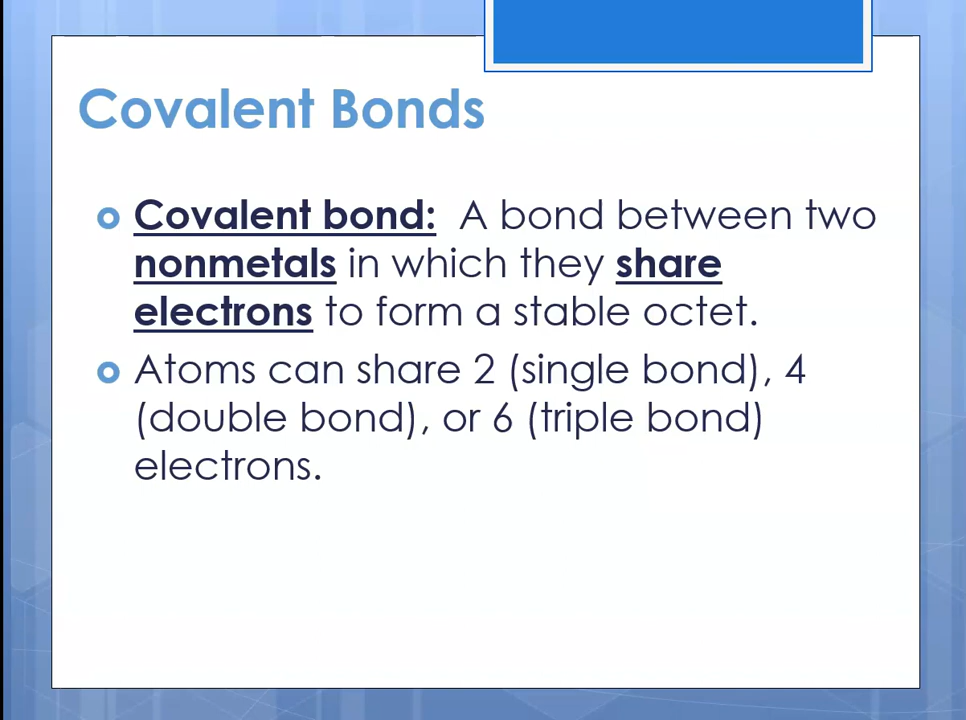 Covalent Bonds
Covalent bond: A bond between two
nonmetals in which they share
electrons to form a stable octet.
Atoms can share 2 (single bond), 4
(double bond), or 6 (triple bond)
electrons.